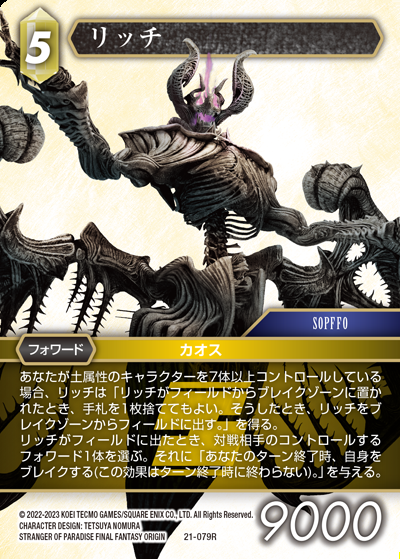 5
リッチ
SOPFFO
フォワード
カオス
あなたが土属性のキャラクターを7体以上コントロールしている
場合、リッチは「リッチがフィールドからブレイクゾーンに置
かれたとき、手札を1枚捨ててもよい。そうしたとき、リッチをブ
レイクゾーンからフィールドに出す。」を得る。
リッチがフィールドに出たとき、対戦相手のコントロールする
フォワード1体を選ぶ。それに「あなたのターン終了時、自身を
ブレイクする(この効果はターン終了時に終わらない)。」を与える。
© 2022-2023 KOEI TECMO GAMES/SQUARE ENIX CO., LTD. All Rights Reserved.
CHARACTER DESIGN: TETSUYA NOMURA
STRANGER OF PARADISE FINAL FANTASY ORIGIN 21-079R
9000